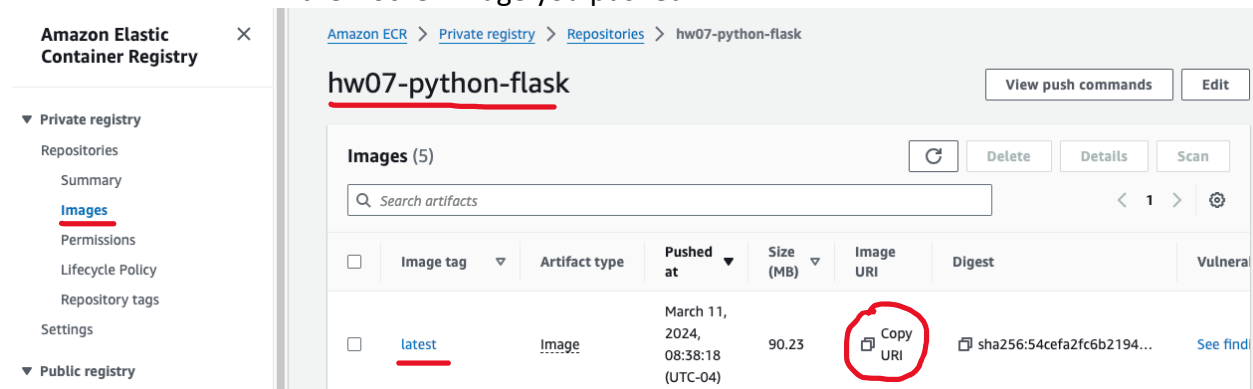 Amazon Elastic
Container Registry
Private registry
Repositories
Summary
Images
Permissions
Lifecycle Policy
Repository tags
Settings
Public registry
Amazon ECR > Private registry > Repositories > hw07-python-flask
hw07-python-flask
View push commands
Edit
Images (5)
Delete
Details
Scan
Search artifacts
< 1 >
Image tag
Artifact type
Pushed
at
Size
(MB)
Image
URI
Digest
latest
Image
March 11,
2024,
08:38:18
(UTC-04)
90.23
Copy
URI
sha256:54cefa2fc6b2194...